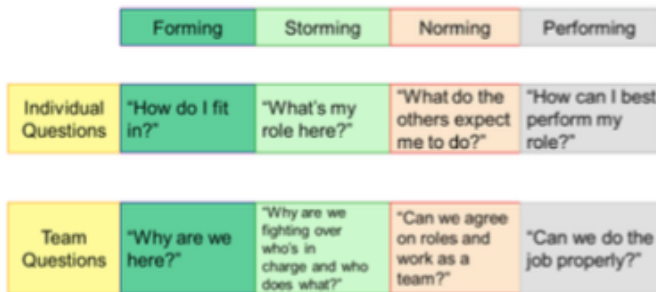 Forming Storming Norming Performing
Individual
Questions
"How do I fit
in?"
"What's my
role here?"
"What do the
others expect
me to do?"
"How can I best
perform my
role?"
Team
Questions
"Why are we
here?"
"Why are we
fighting over
who's in
charge and who
does what?"
"Can we agree
on roles and
work as a
team?"
"Can we do the
job properly?"